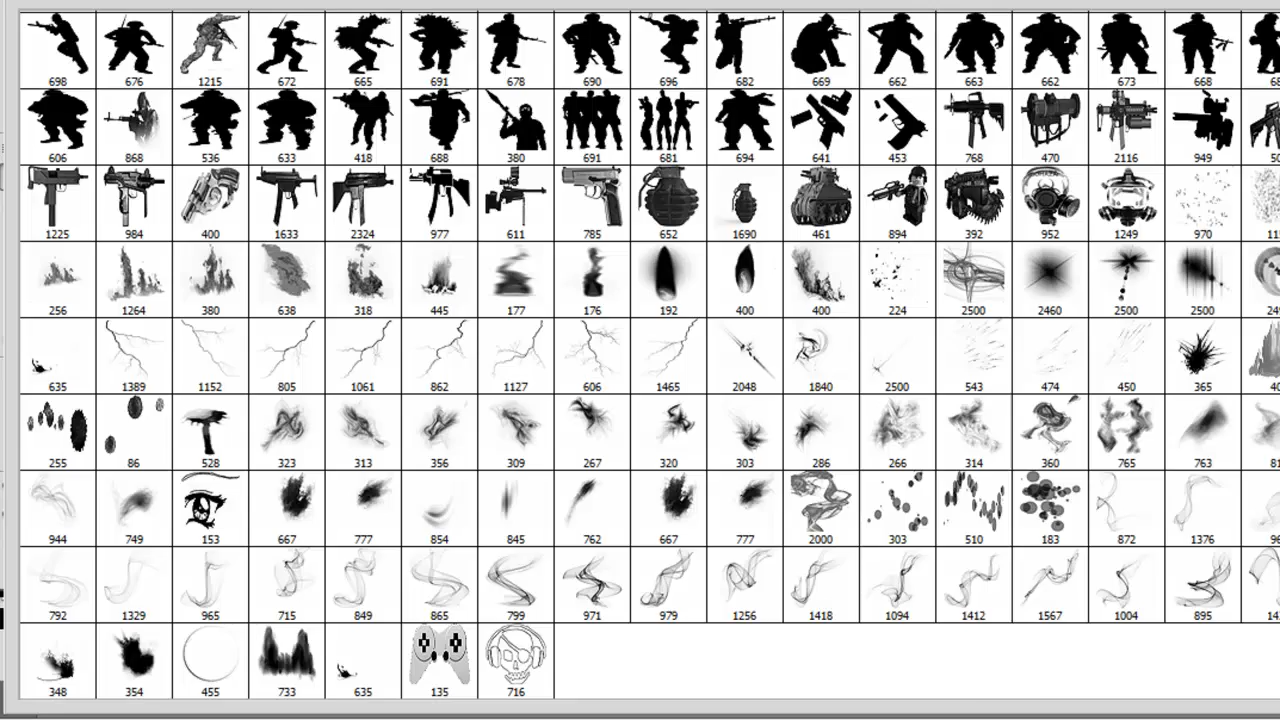 698 676 1215 672 665 691 678 690 696 682 669 662 663 662 673 668
606 868 536 633 418 688 380 691 681 694 641 453 768 470 2116 949
1225 984 400 1633 2324 977 611 785 652 1690 461 894 392 952 1249 970
256 1264 380 638 318 445 177 176 192 400 400 224 2500 2460 2500 2500
635 1389 1152 805 1061 862 1127 606 1465 2048 1840 2500 543 474 450 365
255 86 528 323 313 356 309 267 320 303 286 266 314 360 765 763
944 749 153 667 777 854 845 762 667 777 2000 303 510 183 872 1376
792 1329 965 715 849 865 799 971 979 1256 1418 1094 1412 1567 1004 895
348 354 455 733 635 135 716